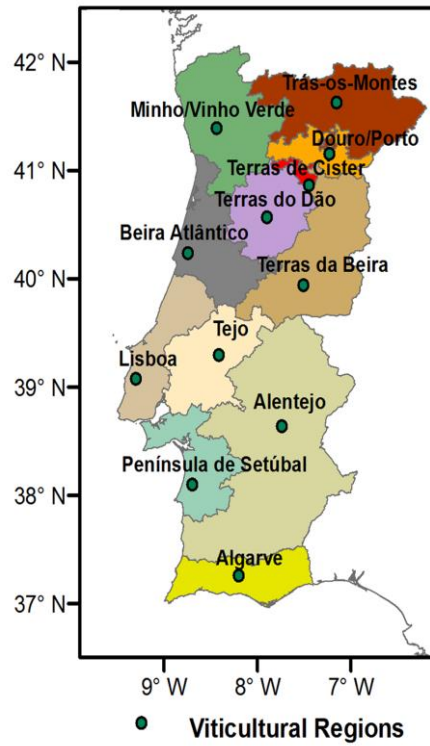 42° N
Trás-os-Montes
Minho/Vinho Verde
Douro/Porto
41° N
Terras de Cister
Terras do Dão
Beira Atlântico
40° N
Terras da Beira
Tejo
Lisboa
39° N
Alentejo
Península de Setúbal
38° N
Algarve
37° N
9° W 8° W 7° W
Viticultural Regions